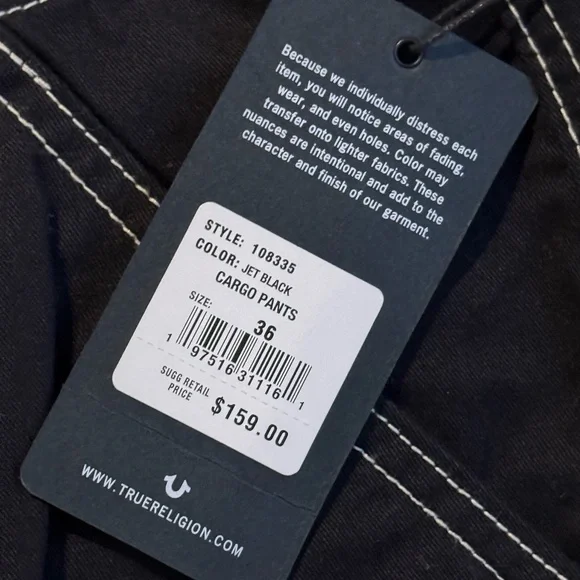 Because we individually distress each
item, you will notice areas of fading,
wear, and even holes. Color may
transfer onto lighter fabrics. These
nuances are intentional and add to the
character and finish of our garment.
STYLE: 108335
COLOR: JET BLACK
CARGO PANTS
SIZE:
36
1 97516 31116 1
SUGG RETAIL
PRICE
$159.00
WWW.TRUERELIGION.COM